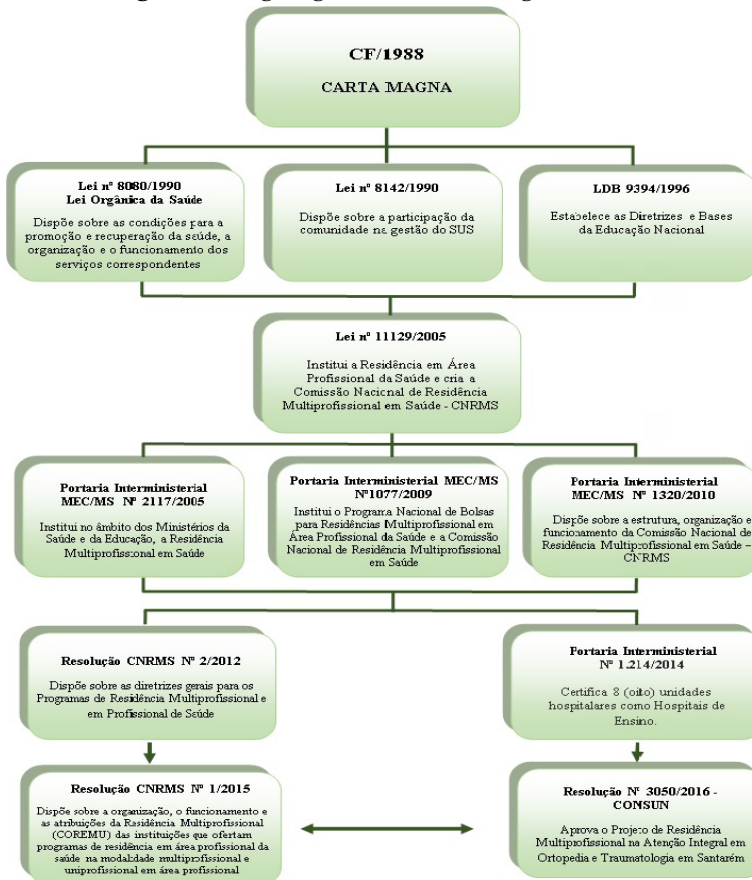 CF/1988
CARTA MAGNA
Lei nº 8080/1990
Lei Orgânica da Saúde
Dispõe sobre as condições para a
promoção e recuperação da saúde, a
organização e o funcionamento dos
serviços correspondentes
Lei nº 8142/1990
Dispõe sobre a participação da
comunidade na gestão do SUS
LDB 9394/1996
Estabelece as Diretrizes e Bases
da Educação Nacional
Lei nº 11129/2005
Institui a Residência em Área
Profissional da Saúde e cria a
Comissão Nacional de Residência
Multiprofissional em Saúde - CNRMS
Portaria Interministerial
MEC/MS Nº 2117/2005
Institui no âmbito dos Ministérios da
Saúde e da Educação, a Residência
Multiprofissional em Saúde
Portaria Interministerial MEC/MS
Nº1077/2009
Institui o Programa Nacional de Bolsas
para Residências Multiprofissional em
Área Profissional da Saúde e a Comissão
Nacional de Residência Multiprofissional
em Saúde
Portaria Interministerial
MEC/MS Nº 1320/2010
Dispõe sobre a estrutura, organização e
funcionamento da Comissão Nacional de
Residência Multiprofissional em Saúde –
CNRMS
Resolução CNRMS Nº 2/2012
Dispõe sobre as diretrizes gerais para os
Programas de Residência Multiprofissional e
em Profissional de Saúde
Portaria Interministerial
Nº 1.214/2014
Certifica 8 (oito) unidades
hospitalares como Hospitais de
Ensino.
Resolução CNRMS Nº 1/2015
Dispõe sobre a organização, o funcionamento e
as atribuições da Residência Multiprofissional
(COREMU) das instituições que ofertam
programas de residência em área profissional da
saúde na modalidade multiprofissional e
uniprofissional em área profissional
Resolução Nº 3050/2016 -
CONSUN
Aprova o Projeto de Residência
Multiprofissional na Atenção Integral em
Ortopedia e Traumatologia em Santarém